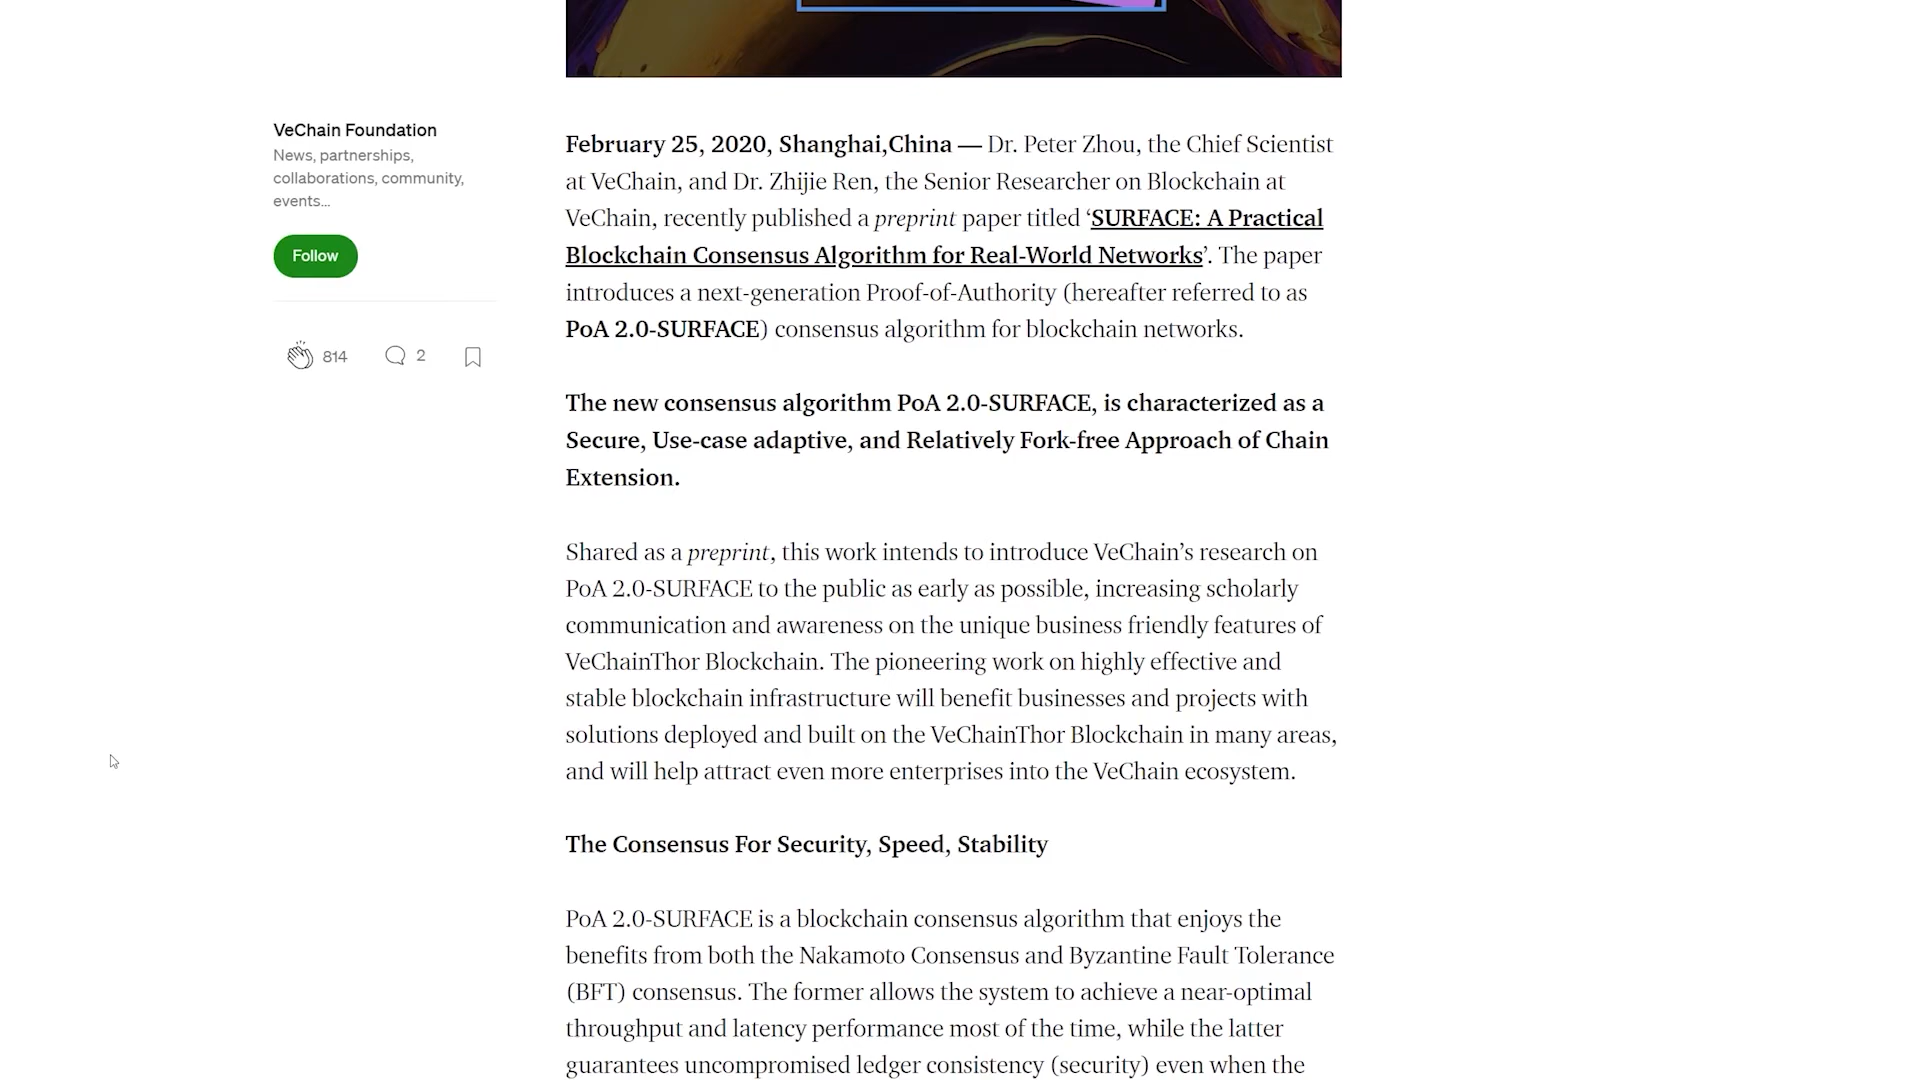 VeChain Foundation
News, partnerships,
collaborations, community,
events...
Follow
814
2
February 25, 2020, Shanghai,China — Dr. Peter Zhou, the Chief Scientist
at VeChain, and Dr. Zhijie Ren, the Senior Researcher on Blockchain at
VeChain, recently published a preprint paper titled ‘SURFACE: A Practical
Blockchain Consensus Algorithm for Real-World Networks’. The paper
introduces a next-generation Proof-of-Authority (hereafter referred to as
PoA 2.0-SURFACE) consensus algorithm for blockchain networks.
The new consensus algorithm PoA 2.0-SURFACE, is characterized as a
Secure, Use-case adaptive, and Relatively Fork-free Approach of Chain
Extension.
Shared as a preprint, this work intends to introduce VeChain’s research on
PoA 2.0-SURFACE to the public as early as possible, increasing scholarly
communication and awareness on the unique business friendly features of
VeChainThor Blockchain. The pioneering work on highly effective and
stable blockchain infrastructure will benefit businesses and projects with
solutions deployed and built on the VeChainThor Blockchain in many areas,
and will help attract even more enterprises into the VeChain ecosystem.
The Consensus For Security, Speed, Stability
PoA 2.0-SURFACE is a blockchain consensus algorithm that enjoys the
benefits from both the Nakamoto Consensus and Byzantine Fault Tolerance
(BFT) consensus. The former allows the system to achieve a near-optimal
throughput and latency performance most of the time, while the latter
guarantees uncompromised ledger consistency (security) even when the